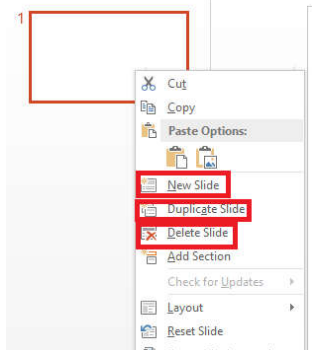 1
Cut
Copy
Paste Options:
New Slide
Duplicate Slide
Delete Slide
Add Section
Check for Updates
Layout
Reset Slide